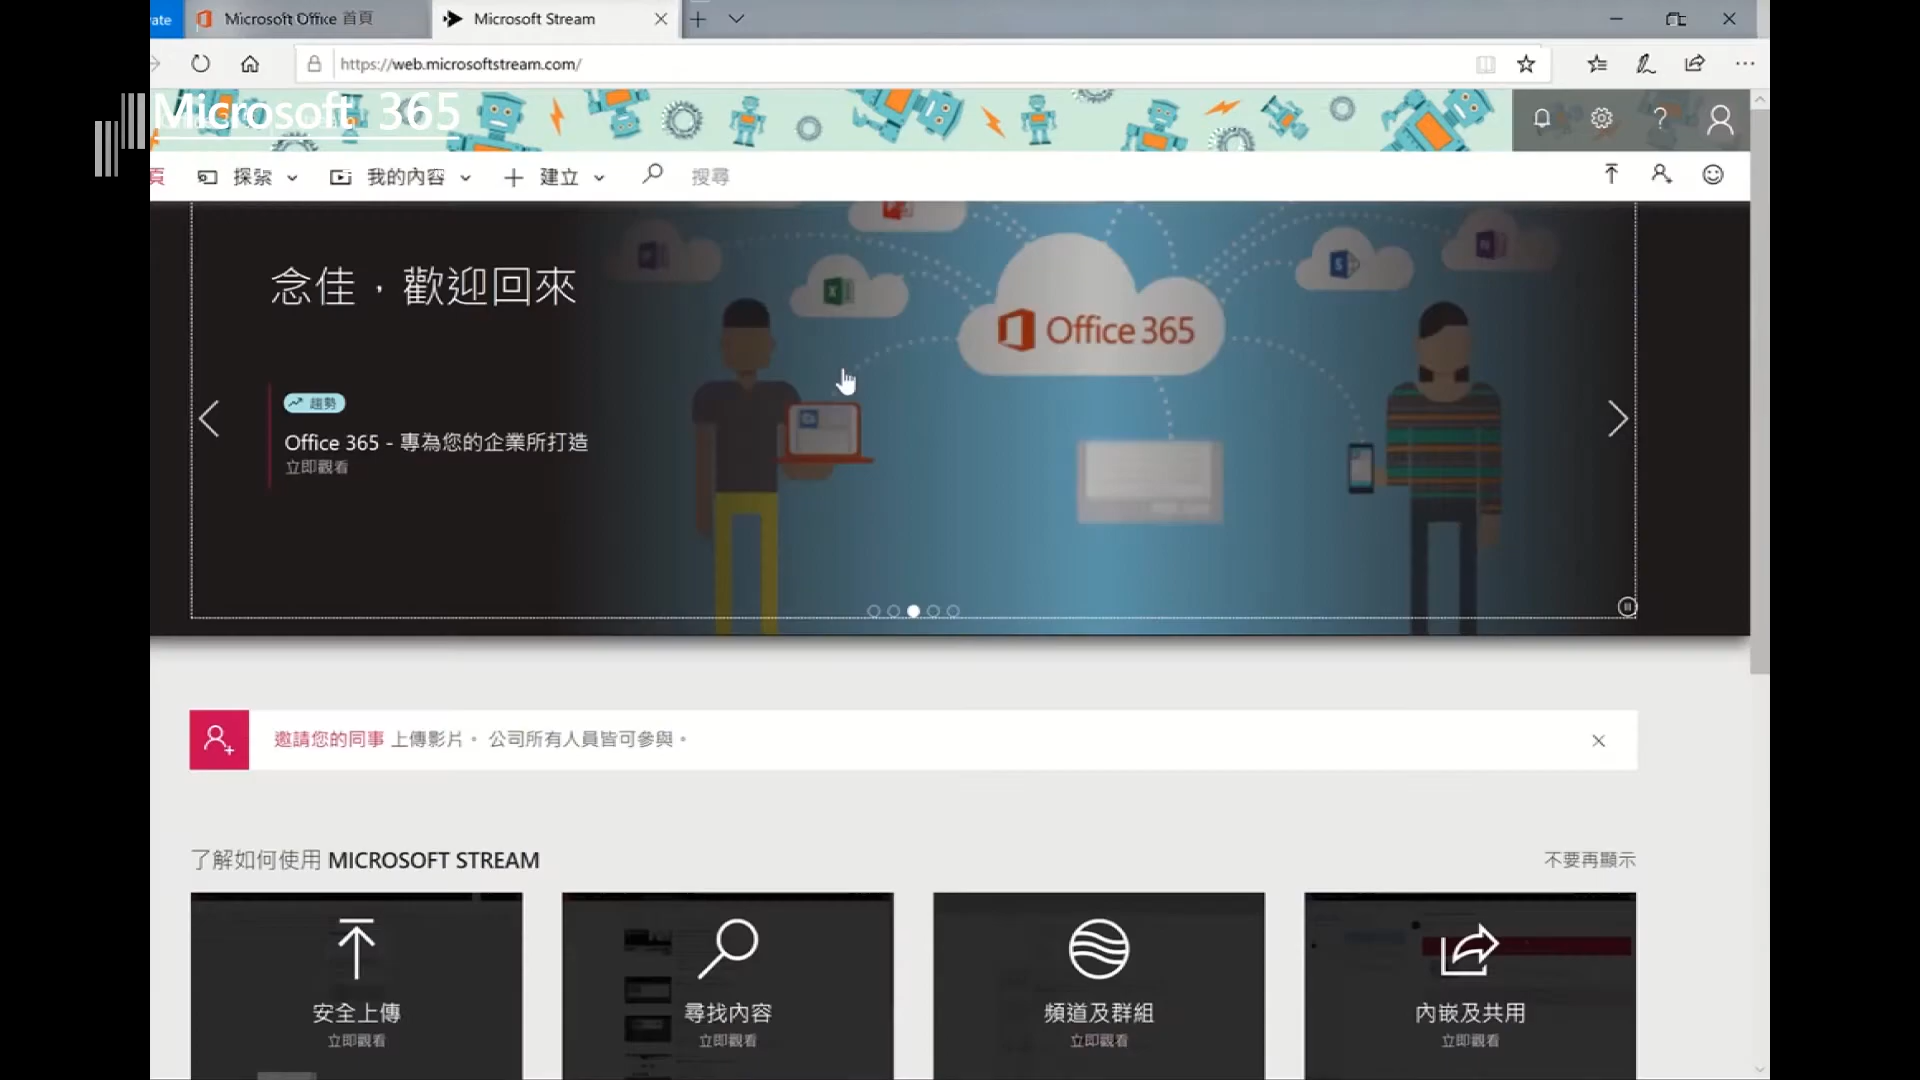 ate
Microsoft Office 首頁
Microsoft Stream
https://web.microsoftstream.com/
Microsoft 365
頁
探索
我的內容
建立
搜尋
念佳，歡迎回來
Office 365
趨勢
Office 365 - 專為您的企業所打造
立即觀看
邀請您的同事 上傳影片。 公司所有人員皆可參與。
了解如何使用 MICROSOFT STREAM
不要再顯示
安全上傳
立即觀看
尋找內容
立即觀看
頻道及群組
立即觀看
內嵌及共用
立即觀看